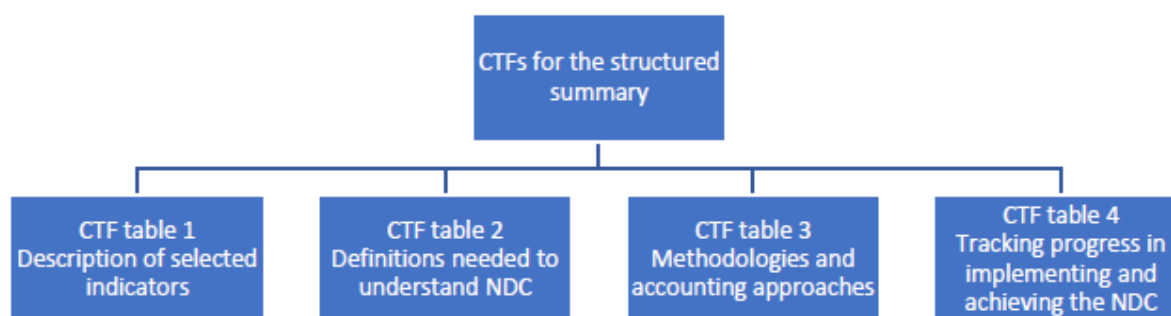 CTFs for the structured
summary
CTF table 1
Description of selected
indicators
CTF table 2
Definitions needed to
understand NDC
CTF table 3
Methodologies and
accounting approaches
CTF table 4
Tracking progress in
implementing and
achieving the NDC